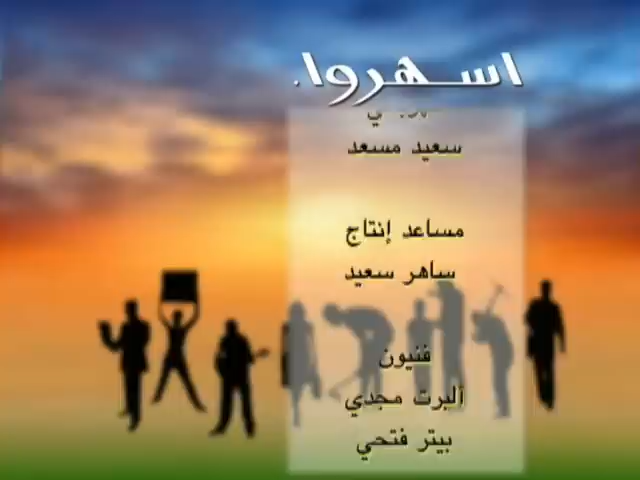 اسهروا.
سعيد مسعد
مساعد إنتاج
ساهر سعيد
فنيون
ألبرت مجدي
بيتر فتحي